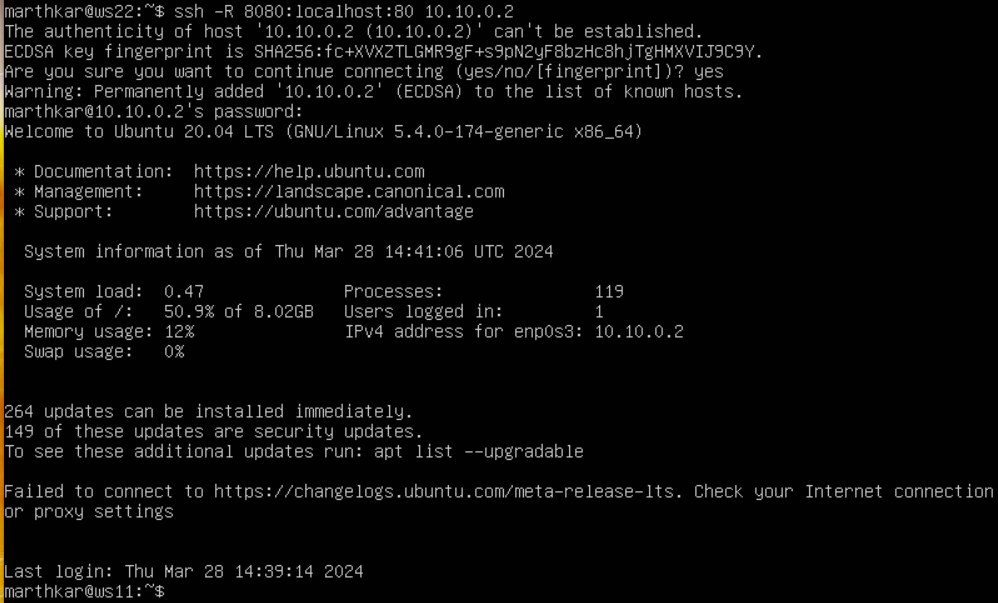 marthkar@ws22:~$ ssh -R 8080:localhost:80 10.10.0.2
The authenticity of host '10.10.0.2 (10.10.0.2)' can't be established.
ECDSA key fingerprint is SHA256:fc+XVXZTLGMR9gF+s9pN2yF8bzHc8hjTgHMXVIJ9C9Y.
Are you sure you want to continue connecting (yes/no/[fingerprint])? yes
Warning: Permanently added '10.10.0.2' (ECDSA) to the list of known hosts.
marthkar@10.10.0.2's password:
Welcome to Ubuntu 20.04 LTS (GNU/Linux 5.4.0-174-generic x86_64)
* Documentation: https://help.ubuntu.com
* Management: https://landscape.canonical.com
* Support: https://ubuntu.com/advantage
System information as of Thu Mar 28 14:41:06 UTC 2024
System load: 0.47 Processes: 119
Usage of /: 50.9% of 8.02GB Users logged in: 1
Memory usage: 12% IPv4 address for enp0s3: 10.10.0.2
Swap usage: 0%
264 updates can be installed immediately.
149 of these updates are security updates.
To see these additional updates run: apt list --upgradable
Failed to connect to https://changelogs.ubuntu.com/meta-release-lts. Check your Internet connection
or proxy settings
Last login: Thu Mar 28 14:39:14 2024
marthkar@ws11:~$